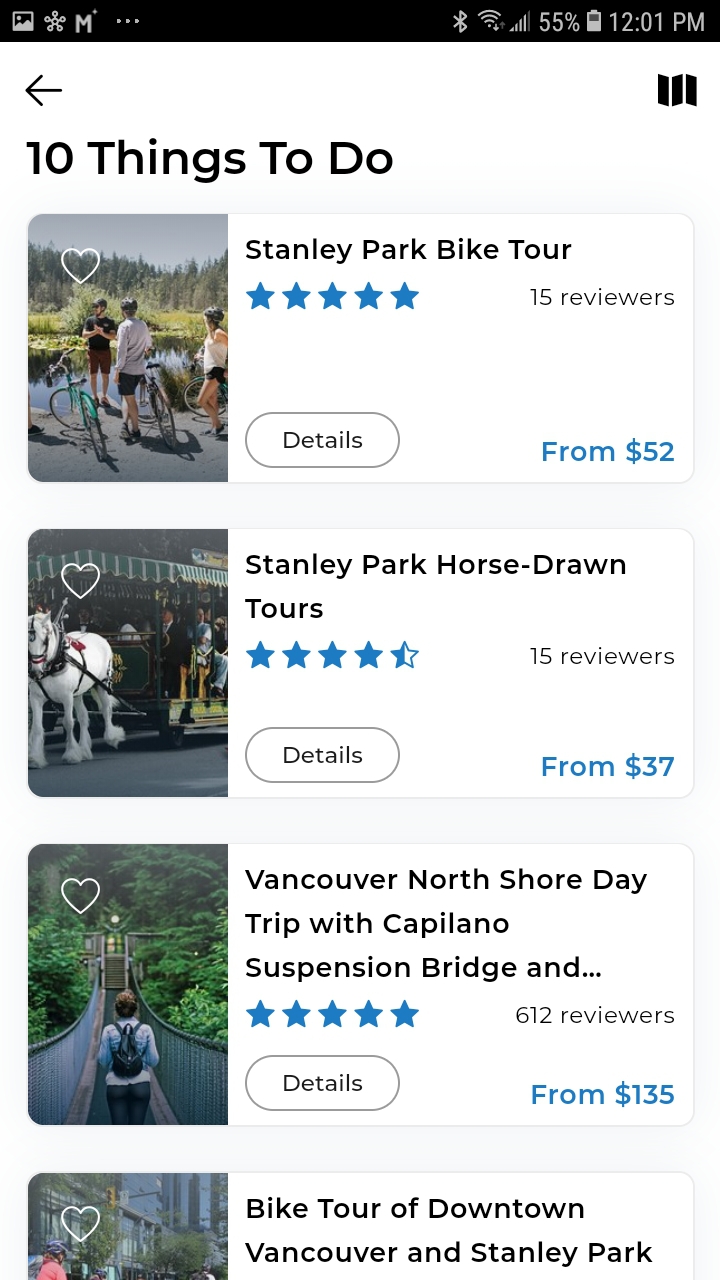 55% 12:01 PM
10 Things To Do
Stanley Park Bike Tour
15 reviewers
Details
From $52
Stanley Park Horse-Drawn
Tours
15 reviewers
Details
From $37
Vancouver North Shore Day
Trip with Capilano
Suspension Bridge and...
612 reviewers
Details
From $135
Bike Tour of Downtown
Vancouver and Stanley Park